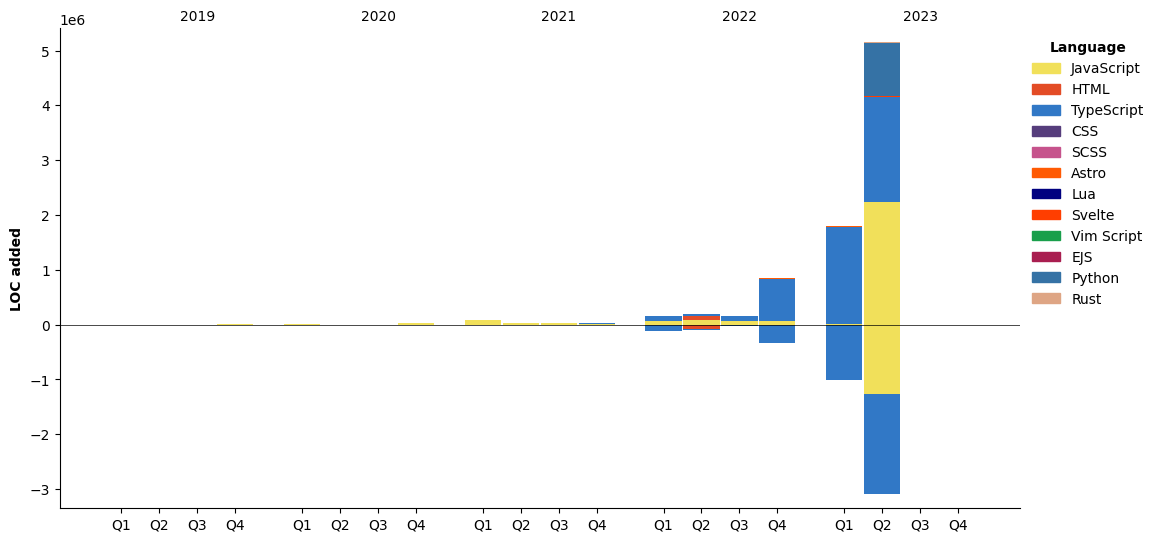 2019 2020 2021 2022 2023
1e6
5
4
3
2
1
0
−1
−2
−3
LOC added
Q1 Q2 Q3 Q4 Q1 Q2 Q3 Q4 Q1 Q2 Q3 Q4 Q1 Q2 Q3 Q4 Q1 Q2 Q3 Q4
Language
JavaScript
HTML
TypeScript
CSS
SCSS
Astro
Lua
Svelte
Vim Script
EJS
Python
Rust